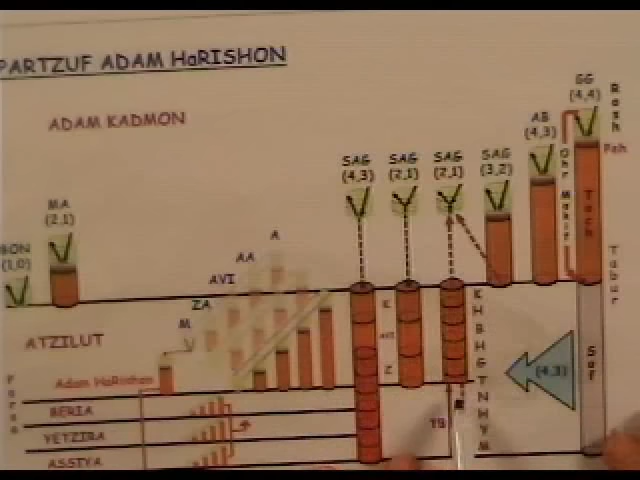 PARTZUF ADAM HaRISHON
ADAM KADMON
GG
(4,4)
Rosh
Peh
AB
(4,3)
SAG
(4,3)
SAG
(2,1)
SAG
(2,1)
SAG
(3,2)
MA
(2,1)
BON
(1,0)
Ohr Makif
Toch
Tabur
A
AA
AVI
ZA
M
ATZILUT
K
AVI
Z
K
H
B
H
G
T
N
H
Y
M
(4,3)
Sof
Adam HaRishon
Parsa
BERIA
YETZIRA
ASSIYA
TB